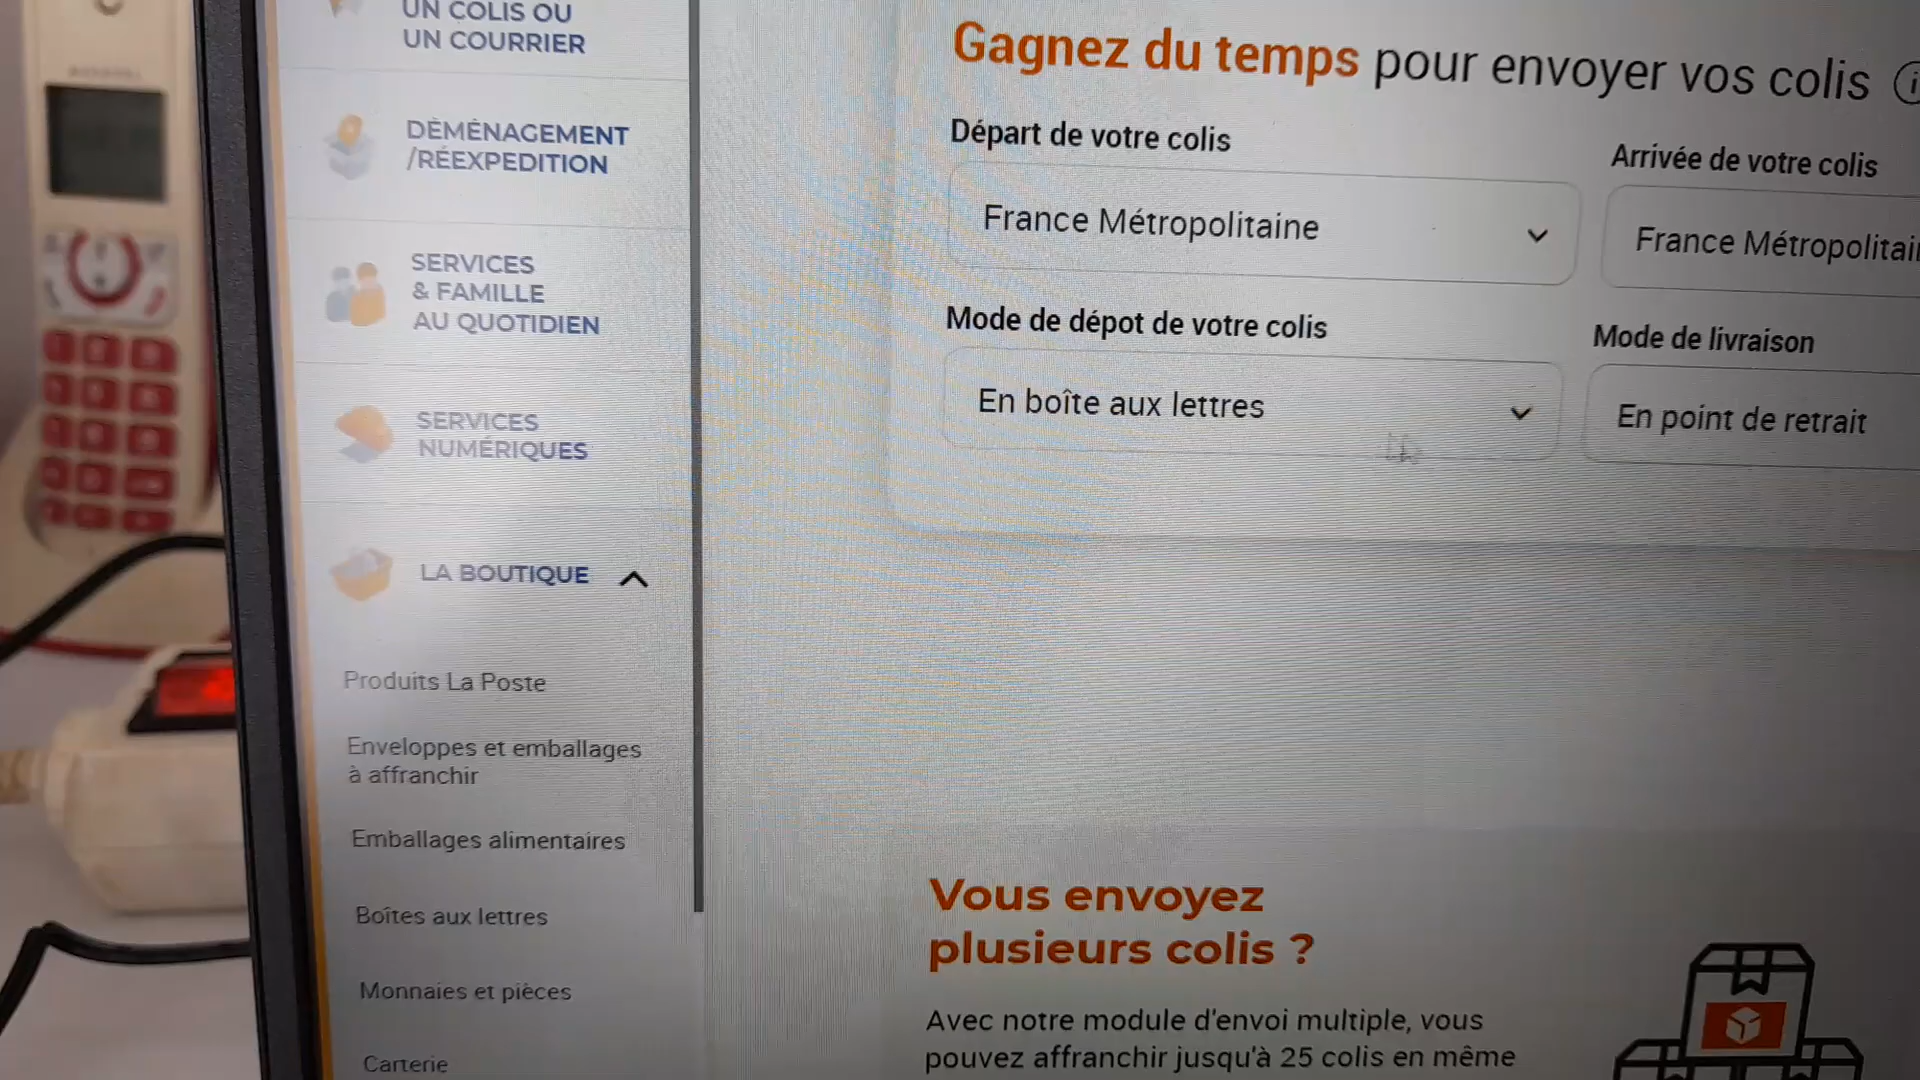 UN COLIS OU
UN COURRIER
DÉMÉNAGEMENT
/RÉEXPEDITION
SERVICES
& FAMILLE
AU QUOTIDIEN
SERVICES
NUMÉRIQUES
LA BOUTIQUE
Produits La Poste
Enveloppes et emballages
à affranchir
Emballages alimentaires
Boîtes aux lettres
Monnaies et pièces
Carterie
Gagnez du temps pour envoyer vos colis
Départ de votre colis
France Métropolitaine
Arrivée de votre colis
France Métropolitai
Mode de dépot de votre colis
En boîte aux lettres
Mode de livraison
En point de retrait
Vous envoyez
plusieurs colis ?
Avec notre module d'envoi multiple, vous
pouvez affranchir jusqu'à 25 colis en même